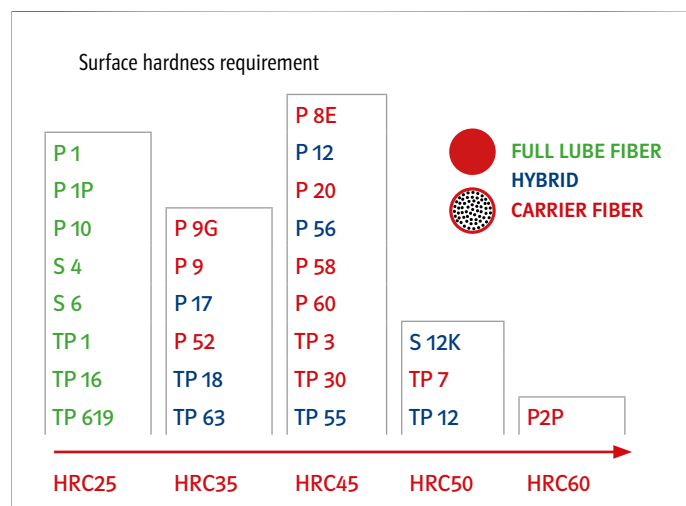 Surface hardness requirement
P 1
P 1P
P 10
S 4
S 6
TP 1
TP 16
TP 619
P 9G
P 9
P 17
P 52
TP 18
TP 63
P 8E
P 12
P 20
P 56
P 58
P 60
TP 3
TP 30
TP 55
S 12K
TP 7
TP 12
P2P
FULL LUBE FIBER
HYBRID
CARRIER FIBER
HRC25 HRC35 HRC45 HRC50 HRC60